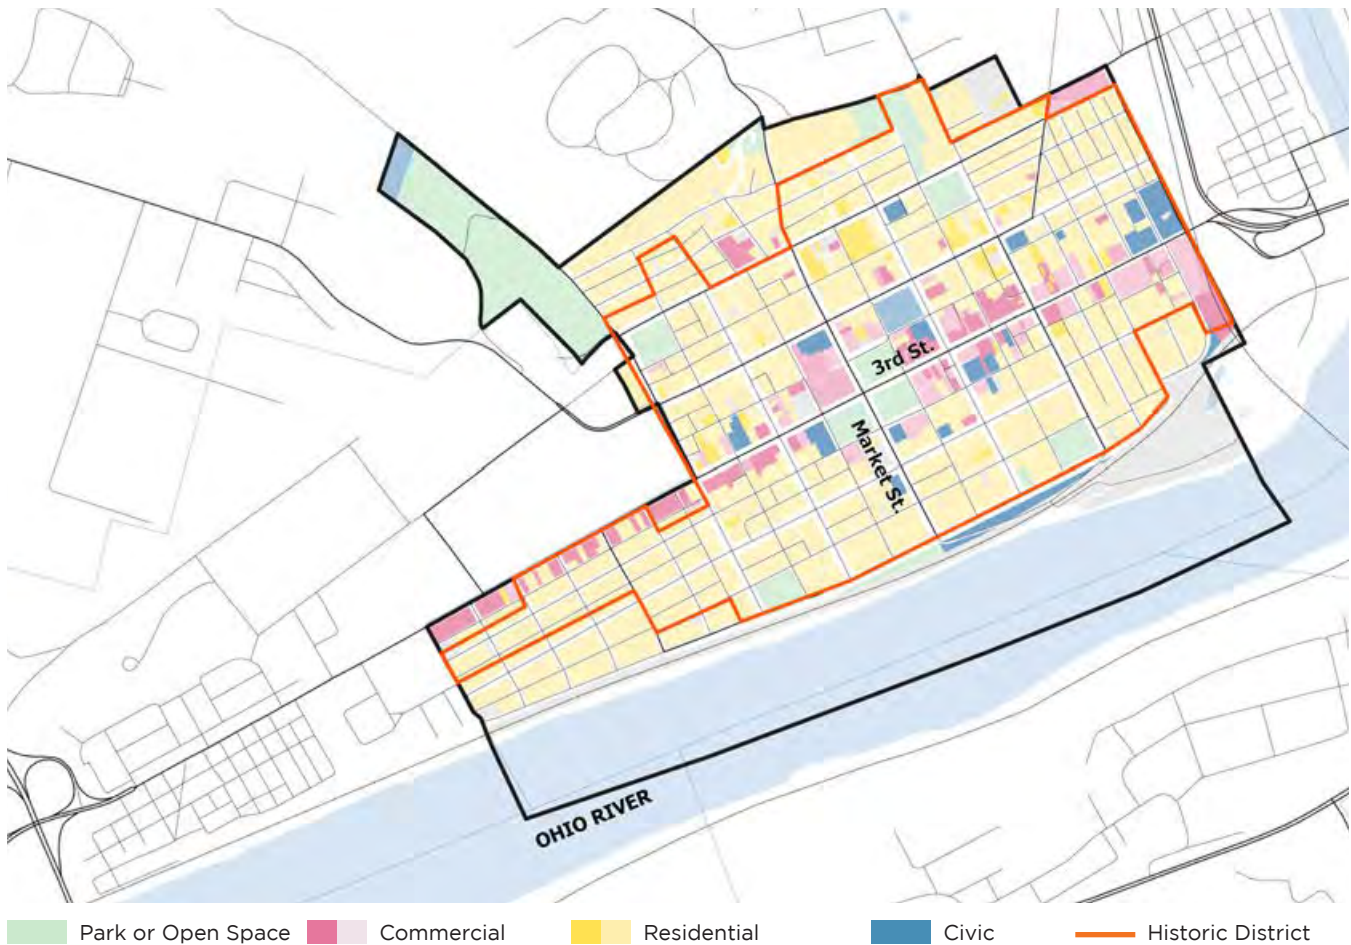 3rd St.
Market St.
OHIO RIVER
Park or Open Space
Commercial
Residential
Civic
Historic District